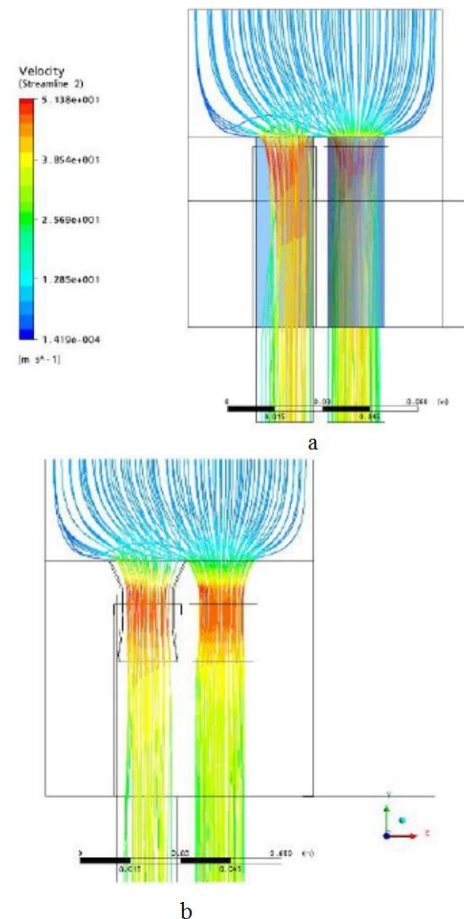 Velocity
(Streamline 2)
5.138e+001
3.854e+001
2.569e+001
1.285e+001
1.419e-004
[m s^-1]
0 0.03 0.060 (m)
0.015 0.045
a
0 0.03 (m)
0.015 0.045
Y
X
b